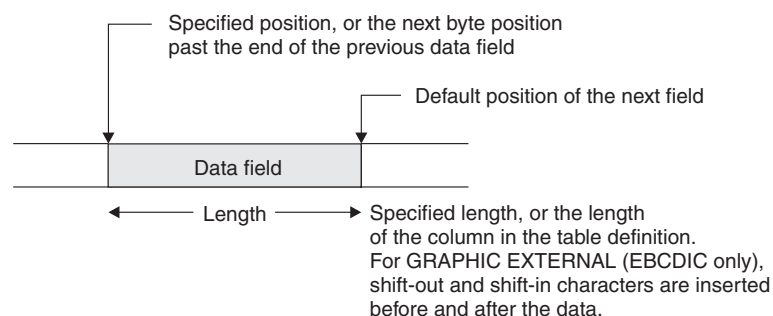 Specified position, or the next byte position
past the end of the previous data field
Default position of the next field
Data field
Length
Specified length, or the length
of the column in the table definition.
For GRAPHIC EXTERNAL (EBCDIC only),
shift-out and shift-in characters are inserted
before and after the data.